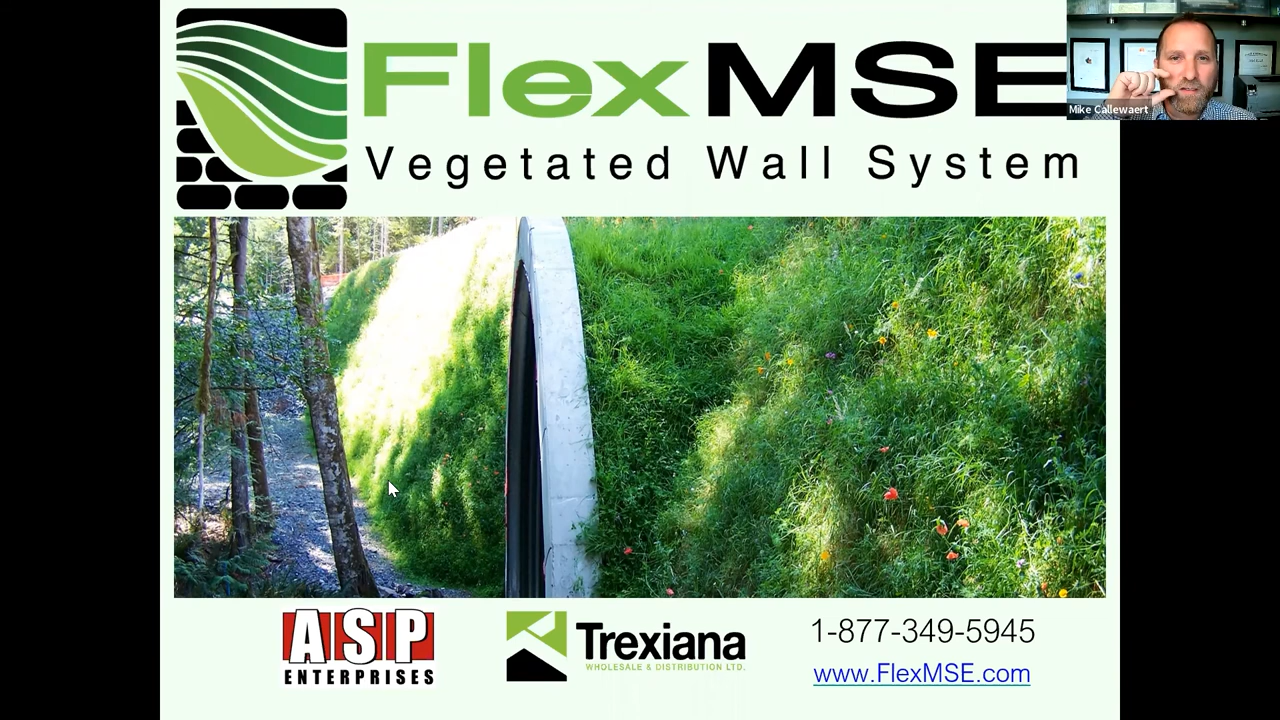 FlexMSE
Mike Callewaert
Vegetated Wall System
ASP
ENTERPRISES
Trexiana
WHOLESALE & DISTRIBUTION LTD.
1-877-349-5945
www.FlexMSE.com